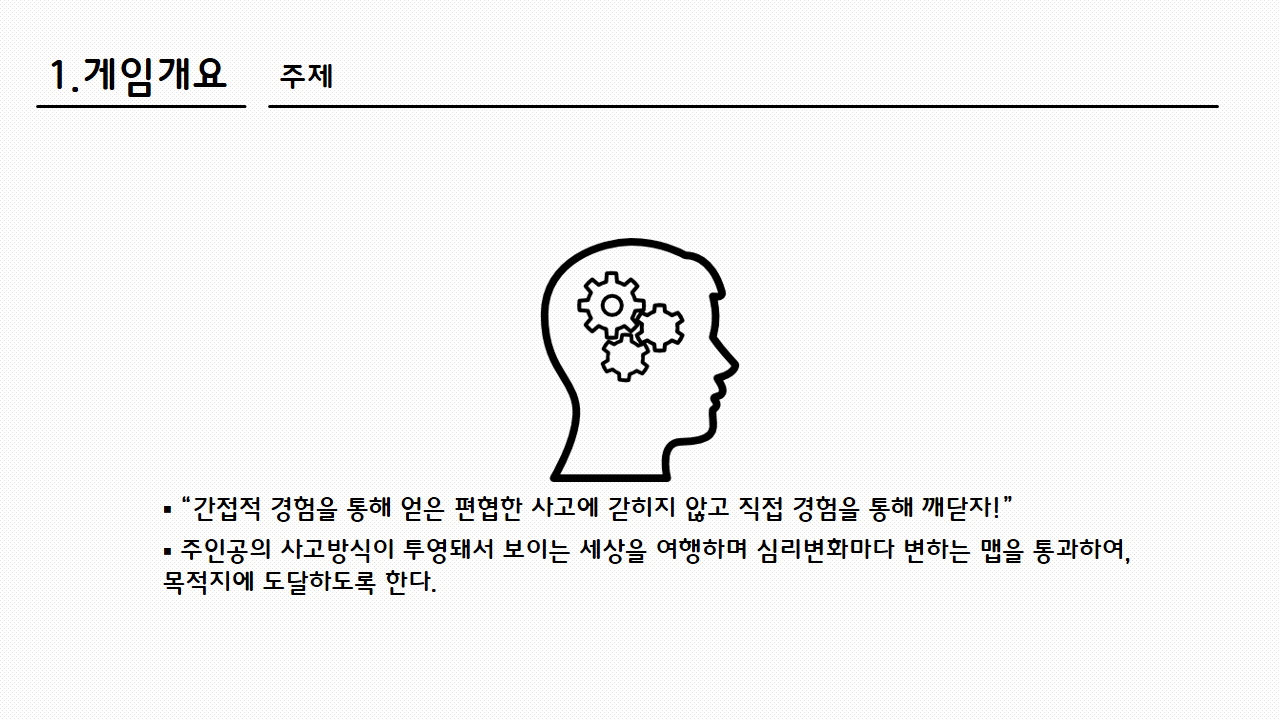 1.게임개요
주제
▪ “간접적 경험을 통해 얻은 편협한 사고에 갇히지 않고 직접 경험을 통해 깨닫자!”
▪ 주인공의 사고방식이 투영돼서 보이는 세상을 여행하며 심리변화마다 변하는 맵을 통과하여,
목적지에 도달하도록 한다.